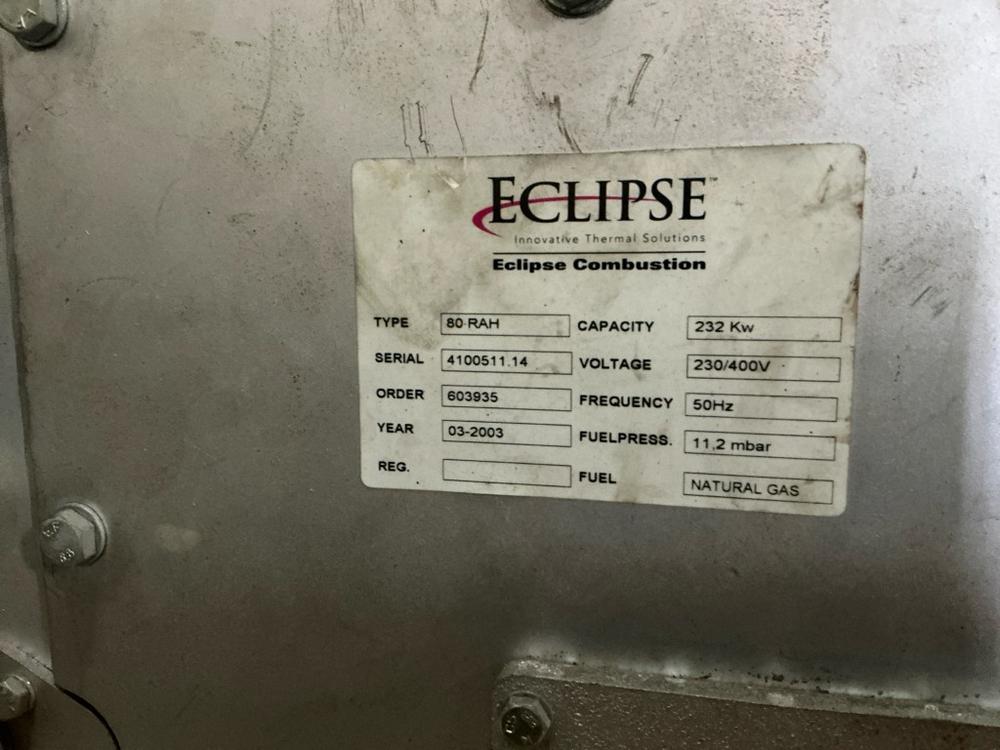 ECLIPSE™
Innovative Thermal Solutions
Eclipse Combustion
TYPE 80 RAH CAPACITY 232 Kw
SERIAL 4100511.14 VOLTAGE 230/400V
ORDER 603935 FREQUENCY 50Hz
YEAR 03-2003 FUELPRESS. 11,2 mbar
REG. FUEL NATURAL GAS